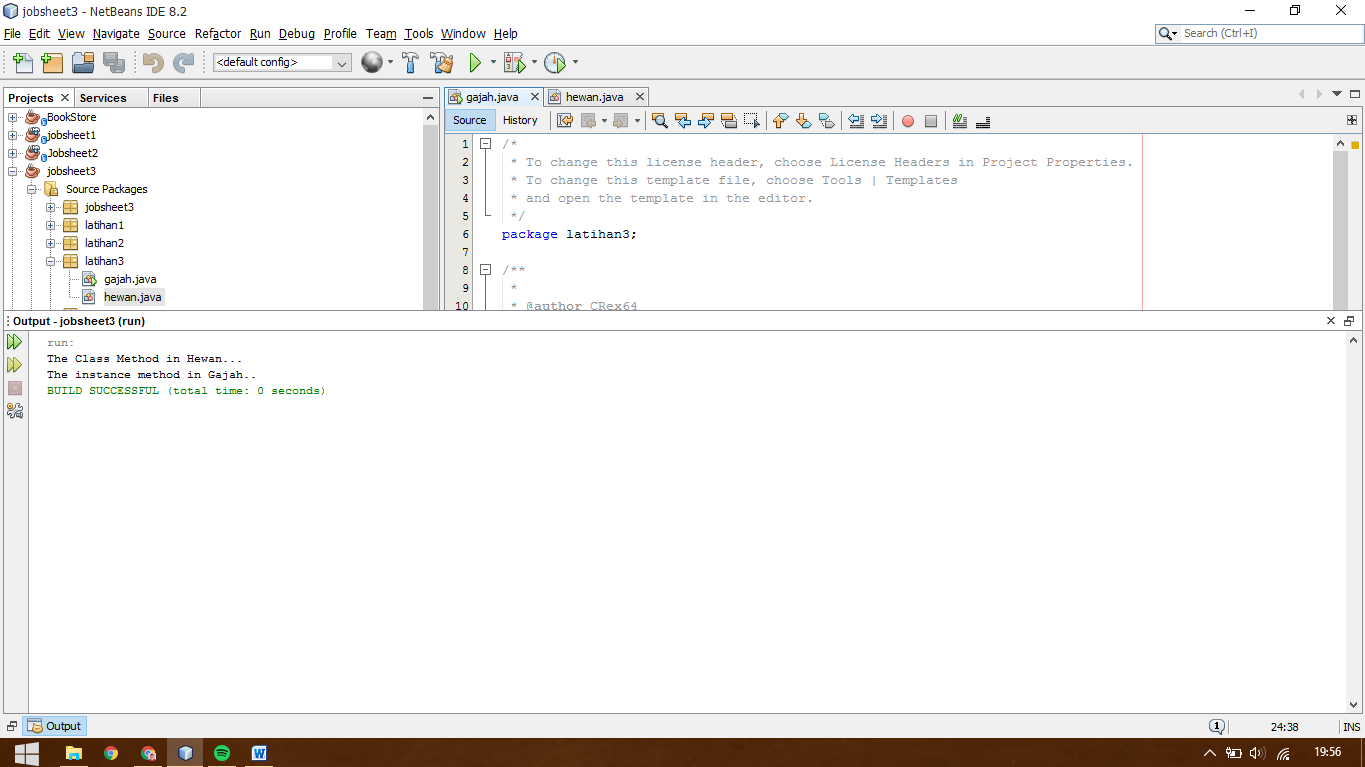 jobsheet3 - NetBeans IDE 8.2
File Edit View Navigate Source Refactor Run Debug Profile Team Tools Window Help
Search (Ctrl+I)
<default config>
Projects Services Files
gajah.java hewan.java
BookStore
jobsheet1
Jobsheet2
jobsheet3
Source Packages
jobsheet3
latihan1
latihan2
latihan3
gajah.java
hewan.java
Source History
1 /*
2 * To change this license header, choose License Headers in Project Properties.
3 * To change this template file, choose Tools | Templates
4 * and open the template in the editor.
5 */
6 package latihan3;
7
8 /**
9 *
10 * @author CRex64
Output - jobsheet3 (run)
run:
The Class Method in Hewan...
The instance method in Gajah..
BUILD SUCCESSFUL (total time: 0 seconds)
Output
1
24:38
INS
19:56